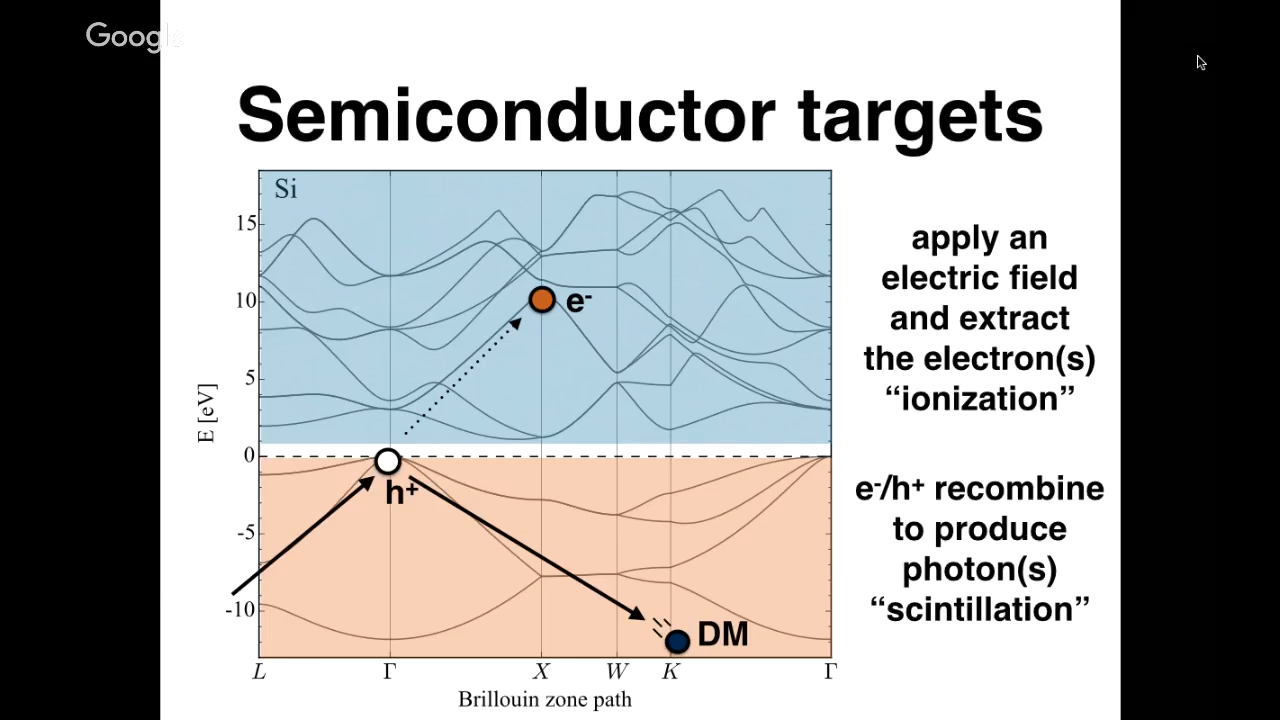 Google
Semiconductor targets
Si
15
10
5
0
-5
-10
E [eV]
e-
h+
DM
L Γ X W K Γ
Brillouin zone path
apply an
electric field
and extract
the electron(s)
“ionization”
e-/h+ recombine
to produce
photon(s)
“scintillation”